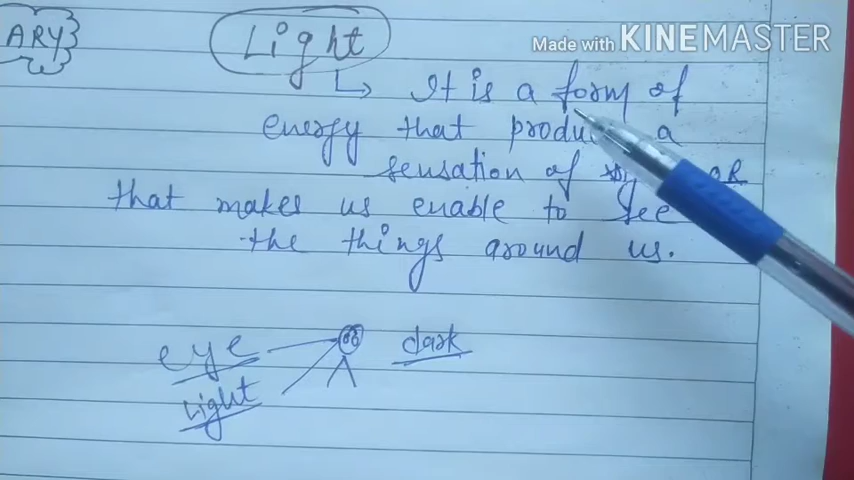 ARY
Light
Made with KINEMASTER
It is a form of
energy that a
sensation of OR
that makes us enable to see
the things around us.
eye
dark
Light